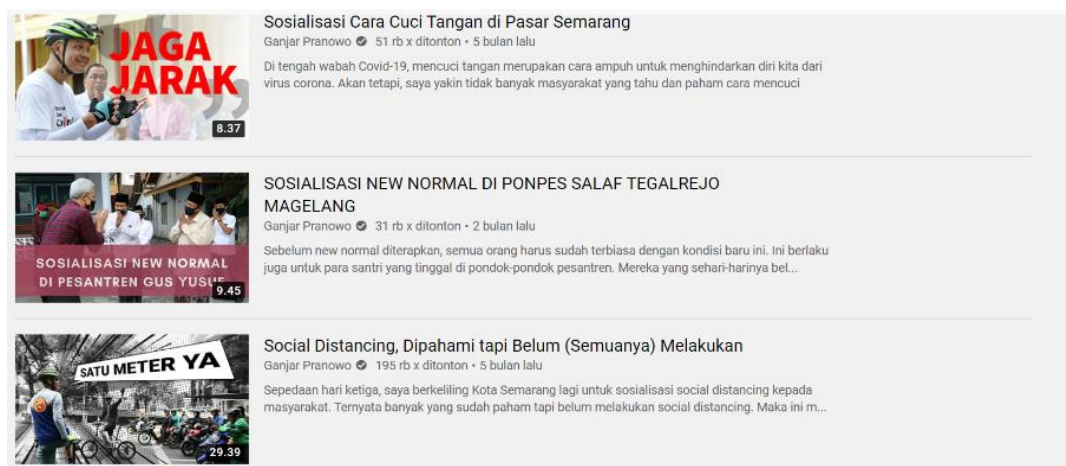 JAGA
JARAK
8.37
Sosialisasi Cara Cuci Tangan di Pasar Semarang
Ganjar Pranowo 51 rb x ditonton • 5 bulan lalu
Di tengah wabah Covid-19, mencuci tangan merupakan cara ampuh untuk menghindarkan diri kita dari
virus corona. Akan tetapi, saya yakin tidak banyak masyarakat yang tahu dan paham cara mencuci
SOSIALISASI NEW NORMAL
DI PESANTREN GUS YUSUF
9.45
SOSIALISASI NEW NORMAL DI PONPES SALAF TEGALREJO
MAGELANG
Ganjar Pranowo 31 rb x ditonton • 2 bulan lalu
Sebelum new normal diterapkan, semua orang harus sudah terbiasa dengan kondisi baru ini. Ini berlaku
juga untuk para santri yang tinggal di pondok-pondok pesantren. Mereka yang sehari-harinya bel...
SATU METER YA
29.39
Social Distancing, Dipahami tapi Belum (Semuanya) Melakukan
Ganjar Pranowo 195 rb x ditonton • 5 bulan lalu
Sepedaan hari ketiga, saya berkeliling Kota Semarang lagi untuk sosialisasi social distancing kepada
masyarakat. Ternyata banyak yang sudah paham tapi belum melakukan social distancing. Maka ini m...